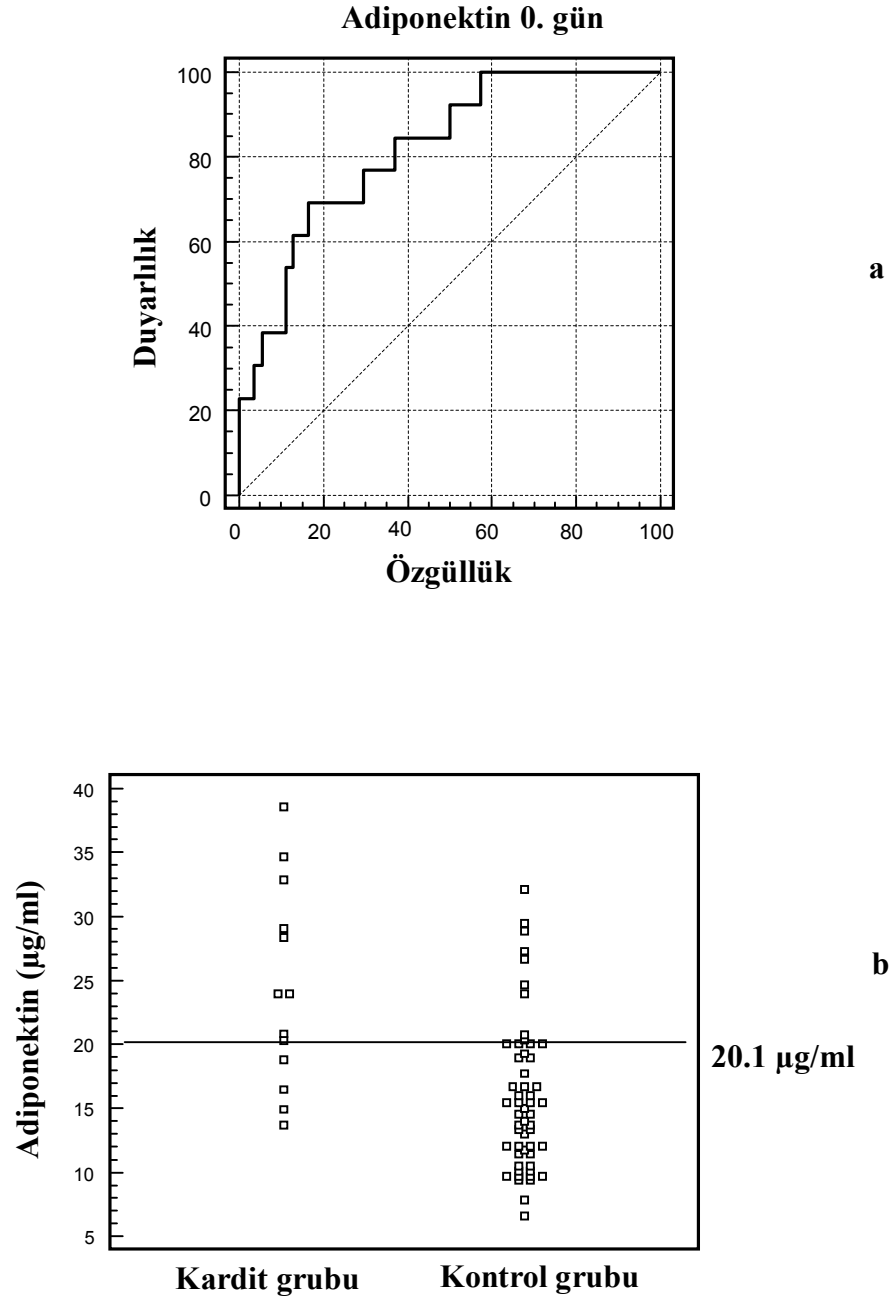 Adiponektin 0. gün
100
80
60
40
20
0
Duyarlılık
0 20 40 60 80 100
Özgüllük
a
40
35
30
25
20
15
10
5
Adiponektin (µg/ml)
20.1 µg/ml
b
Kardit grubu Kontrol grubu